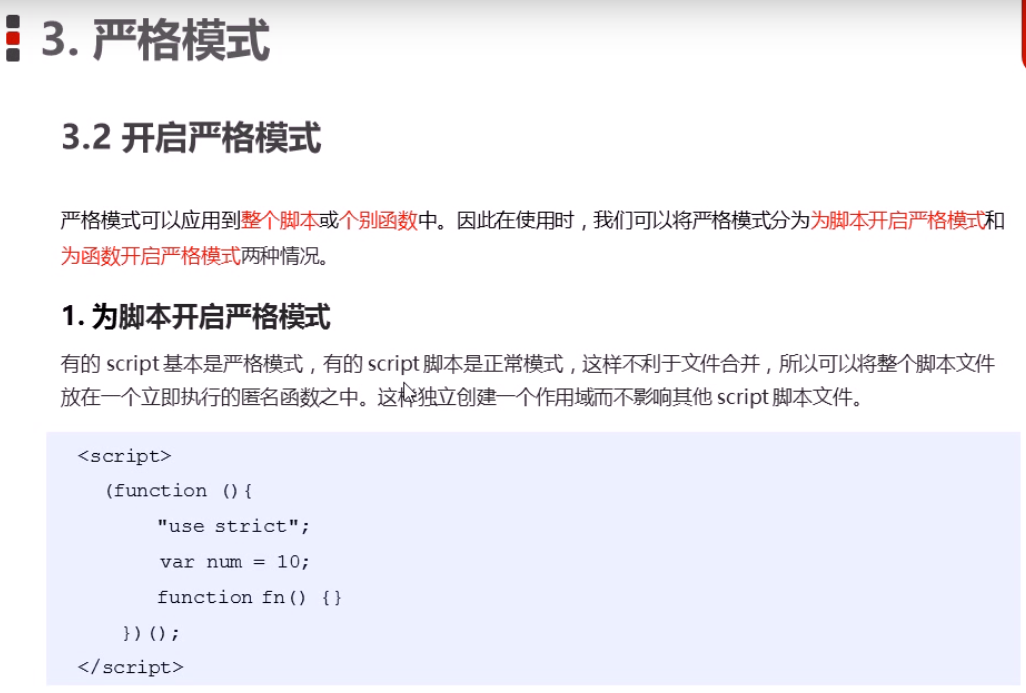 3. 严格模式
3.2 开启严格模式
严格模式可以应用到整个脚本或个别函数中。因此在使用时，我们可以将严格模式分为为脚本开启严格模式和
为函数开启严格模式两种情况。
1. 为脚本开启严格模式
有的 script 基本是严格模式，有的 script 脚本是正常模式，这样不利于文件合并，所以可以将整个脚本文件
放在一个立即执行的匿名函数之中。这样独立创建一个作用域而不影响其他 script 脚本文件。
<script>
(function (){
"use strict";
var num = 10;
function fn() {}
})();
</script>